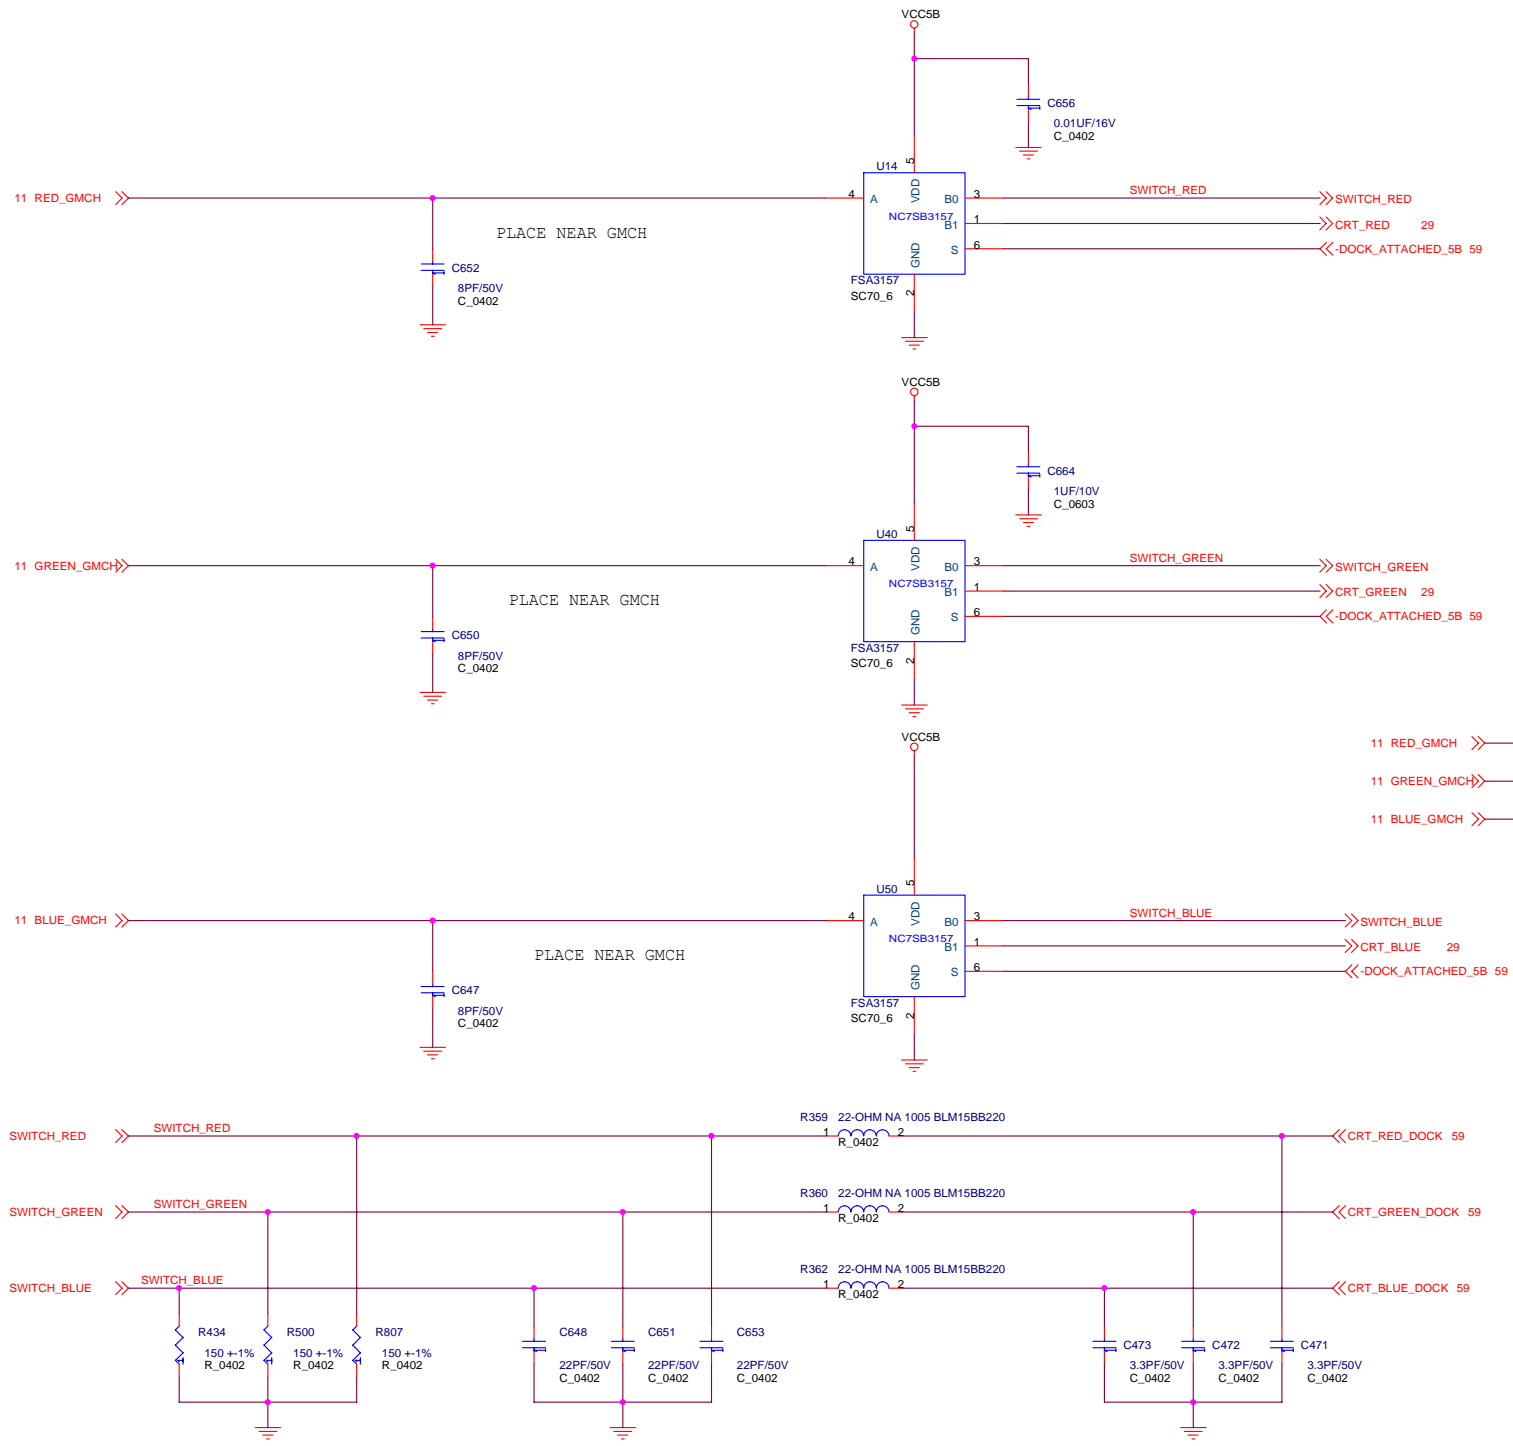 VCC5B
C656
0.01UF/16V
C_0402
U14
5
VDD
11 RED_GMCH
4 A
B0 3
SWITCH_RED
SWITCH_RED
NC7SB3157
B1 1
CRT_RED 29
PLACE NEAR GMCH
GND
S 6
-DOCK_ATTACHED_5B 59
C652
8PF/50V
C_0402
FSA3157
SC70_6
2
VCC5B
C664
1UF/10V
C_0603
U40
5
VDD
11 GREEN_GMCH
4 A
B0 3
SWITCH_GREEN
SWITCH_GREEN
NC7SB3157
B1 1
CRT_GREEN 29
PLACE NEAR GMCH
GND
S 6
-DOCK_ATTACHED_5B 59
C650
8PF/50V
C_0402
FSA3157
SC70_6
2
VCC5B
11 RED_GMCH
11 GREEN_GMCH
11 BLUE_GMCH
U50
5
VDD
11 BLUE_GMCH
4 A
B0 3
SWITCH_BLUE
SWITCH_BLUE
NC7SB3157
B1 1
CRT_BLUE 29
PLACE NEAR GMCH
GND
S 6
-DOCK_ATTACHED_5B 59
C647
8PF/50V
C_0402
FSA3157
SC70_6
2
R359 22-OHM NA 1005 BLM15BB220
SWITCH_RED
SWITCH_RED
1 2
R_0402
CRT_RED_DOCK 59
R360 22-OHM NA 1005 BLM15BB220
SWITCH_GREEN
SWITCH_GREEN
1 2
R_0402
CRT_GREEN_DOCK 59
R362 22-OHM NA 1005 BLM15BB220
SWITCH_BLUE
SWITCH_BLUE
1 2
R_0402
CRT_BLUE_DOCK 59
R434
150 +-1%
R_0402
R500
150 +-1%
R_0402
R807
150 +-1%
R_0402
C648
22PF/50V
C_0402
C651
22PF/50V
C_0402
C653
22PF/50V
C_0402
C473
3.3PF/50V
C_0402
C472
3.3PF/50V
C_0402
C471
3.3PF/50V
C_0402